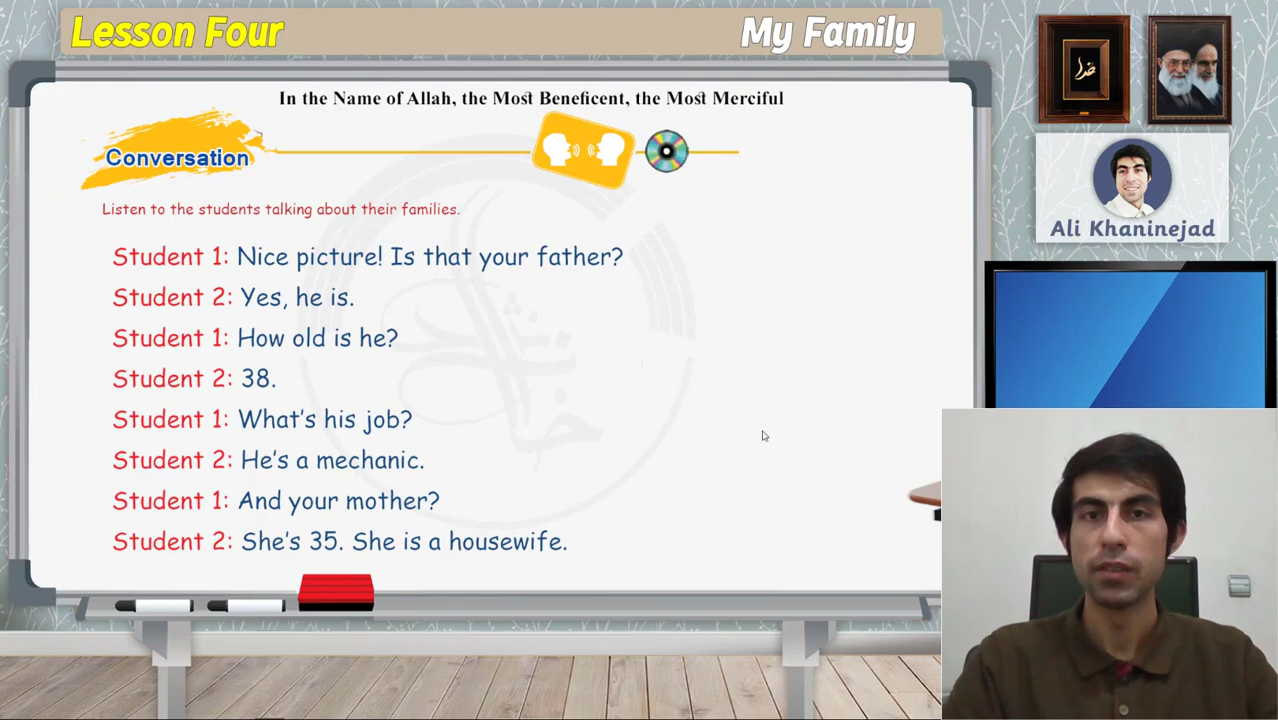 Lesson Four
My Family
In the Name of Allah, the Most Beneficent, the Most Merciful
خدا
Conversation
Listen to the students talking about their families.
Student 1: Nice picture! Is that your father?
Student 2: Yes, he is.
Student 1: How old is he?
Student 2: 38.
Student 1: What's his job?
Student 2: He's a mechanic.
Student 1: And your mother?
Student 2: She's 35. She is a housewife.
Ali Khaninejad